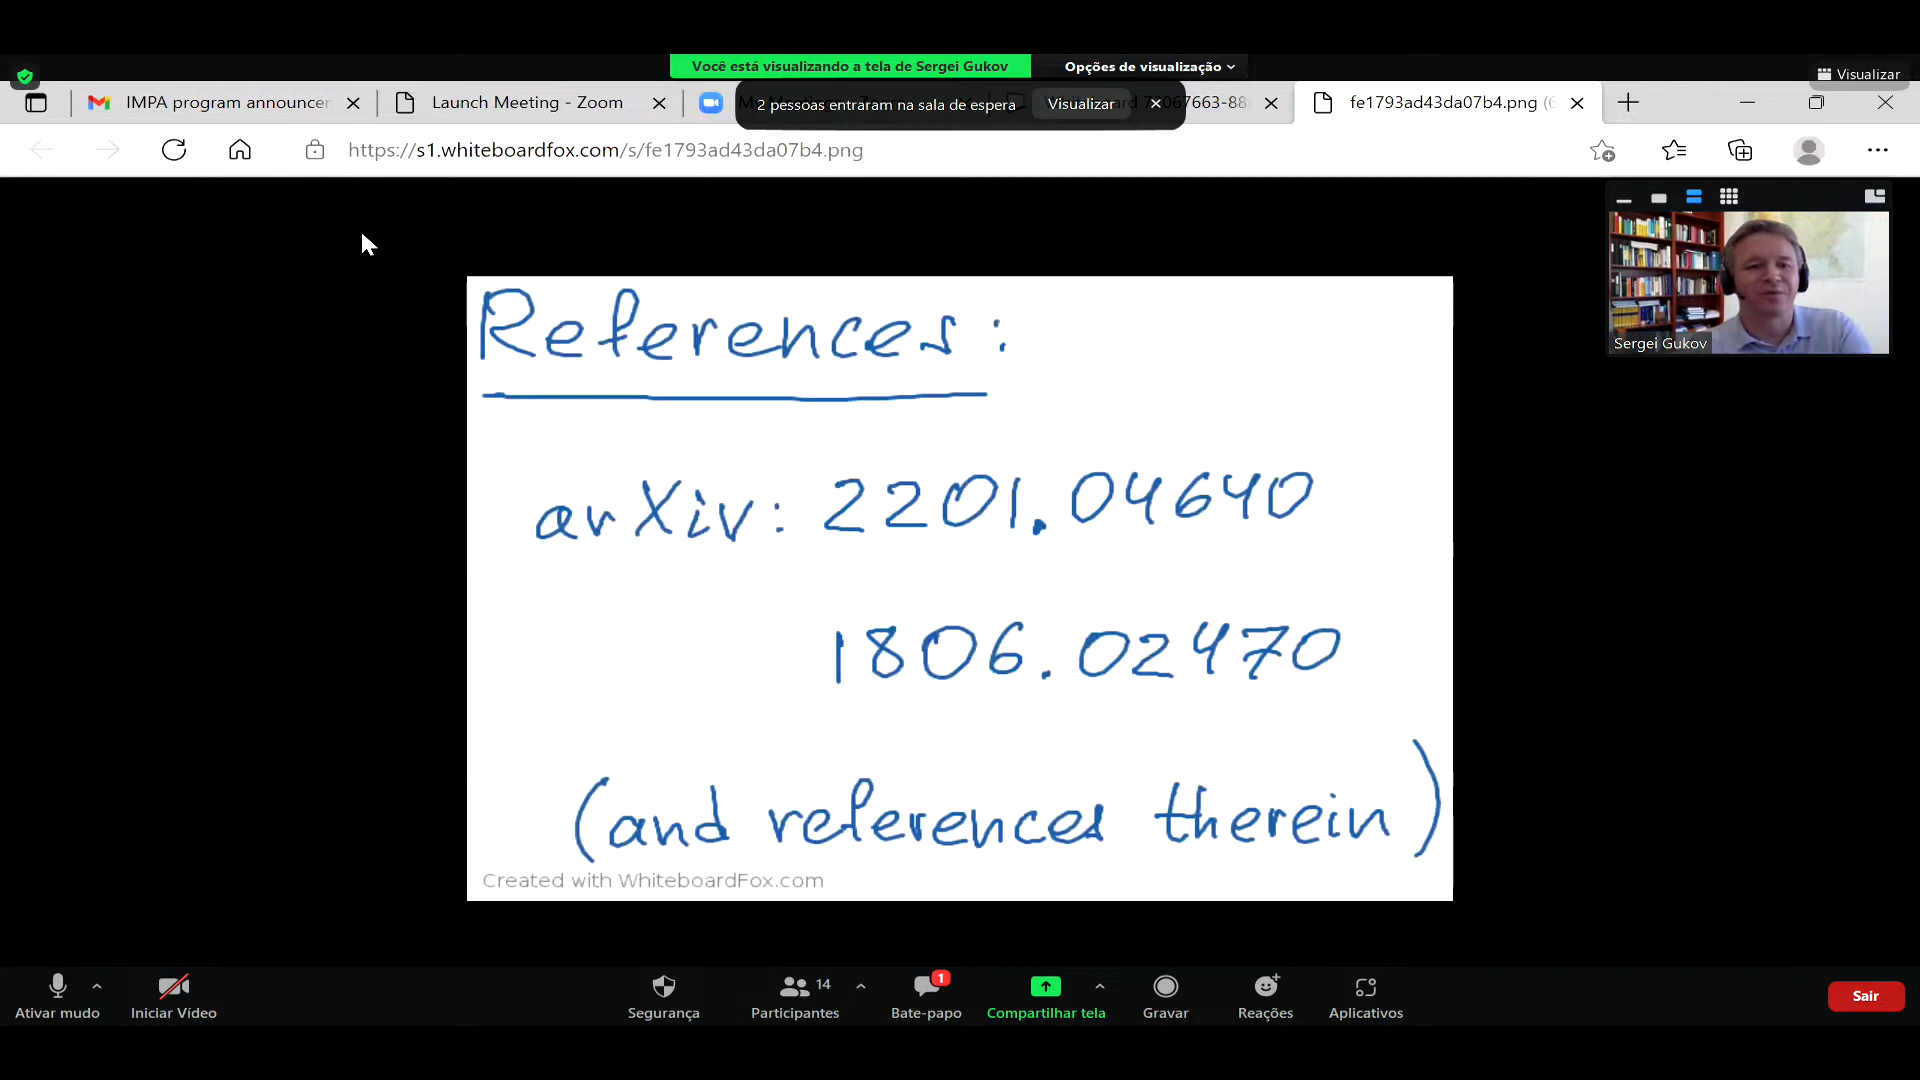 Você está visualizando a tela de Sergei Gukov
Opções de visualização
Visualizar
IMPA program announcen
Launch Meeting - Zoom
2 pessoas entraram na sala de espera
Visualizar
fe1793ad43da07b4.png (6
https://s1.whiteboardfox.com/s/fe1793ad43da07b4.png
Sergei Gukov
References:
arXiv: 2201.04640
1806.02470
(and references therein)
Created with WhiteboardFox.com
Ativar mudo
Iniciar Vídeo
Segurança
14
Participantes
1
Bate-papo
Compartilhar tela
Gravar
Reações
Aplicativos
Sair